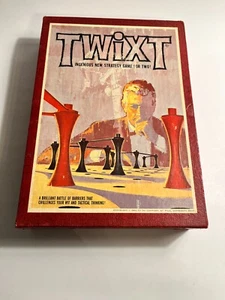 TWIXT
INGENIOUS NEW STRATEGY GAME / FOR TWO!
A BRILLIANT BATTLE OF BARRIERS THAT
CHALLENGES YOUR WIT AND TACTICAL THINKING!